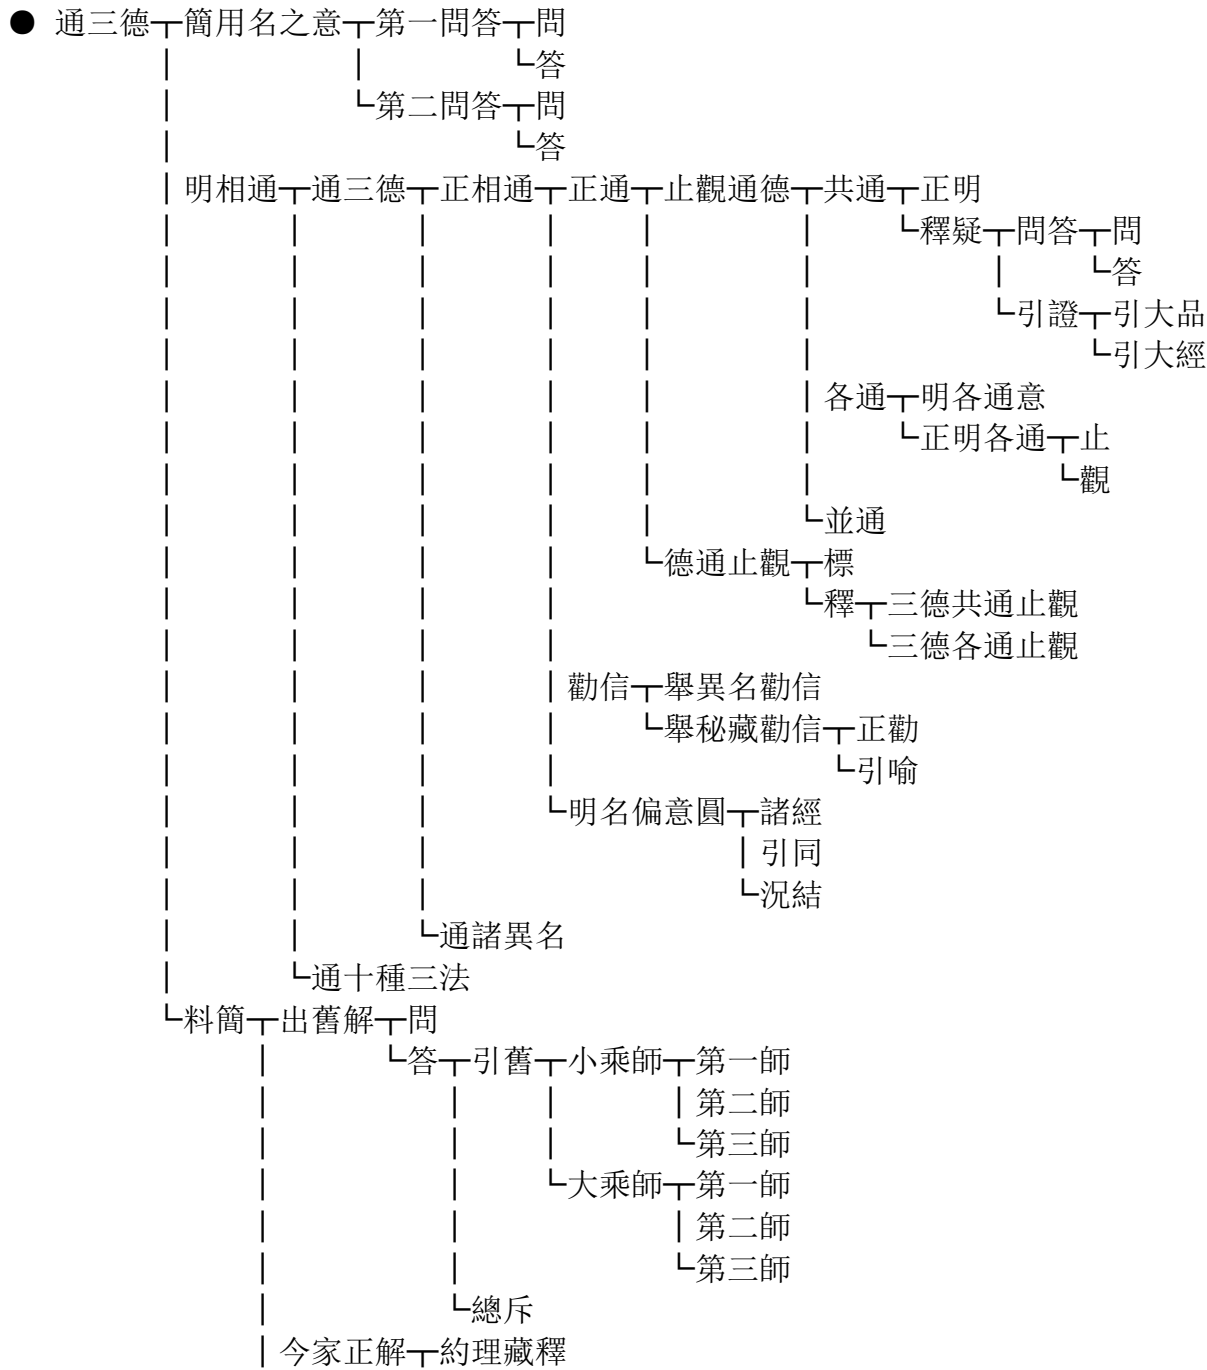 ● 通三德┬簡用名之意┬第一問答┬問
｜　　　　　｜　　　　└答
｜　　　　　└第二問答┬問
｜　　　　　　　　　　└答
｜明相通┬通三德┬正相通┬正通┬止觀通德┬共通┬正明
｜　　　｜　　　｜　　　｜　　｜　　　　｜　　└釋疑┬問答┬問
｜　　　｜　　　｜　　　｜　　｜　　　　｜　　　　　｜　　└答
｜　　　｜　　　｜　　　｜　　｜　　　　｜　　　　　└引證┬引大品
｜　　　｜　　　｜　　　｜　　｜　　　　｜　　　　　　　　└引大經
｜　　　｜　　　｜　　　｜　　｜　　　　｜各通┬明各通意
｜　　　｜　　　｜　　　｜　　｜　　　　｜　　└正明各通┬止
｜　　　｜　　　｜　　　｜　　｜　　　　｜　　　　　　　└觀
｜　　　｜　　　｜　　　｜　　｜　　　　└並通
｜　　　｜　　　｜　　　｜　　└德通止觀┬標
｜　　　｜　　　｜　　　｜　　　　　　　└釋┬三德共通止觀
｜　　　｜　　　｜　　　｜　　　　　　　　　└三德各通止觀
｜　　　｜　　　｜　　　｜勸信┬舉異名勸信
｜　　　｜　　　｜　　　｜　　└舉秘藏勸信┬正勸
｜　　　｜　　　｜　　　｜　　　　　　　　└引喻
｜　　　｜　　　｜　　　└明名偏意圓┬諸經
｜　　　｜　　　｜　　　　　　　　　｜引同
｜　　　｜　　　｜　　　　　　　　　└況結
｜　　　｜　　　└通諸異名
｜　　　└通十種三法
└料簡┬出舊解┬問
｜　　　└答┬引舊┬小乘師┬第一師
｜　　　　　｜　　｜　　　｜第二師
｜　　　　　｜　　｜　　　└第三師
｜　　　　　｜　　└大乘師┬第一師
｜　　　　　｜　　　　　　｜第二師
｜　　　　　｜　　　　　　└第三師
｜　　　　　└總斥
｜今家正解┬約理藏釋